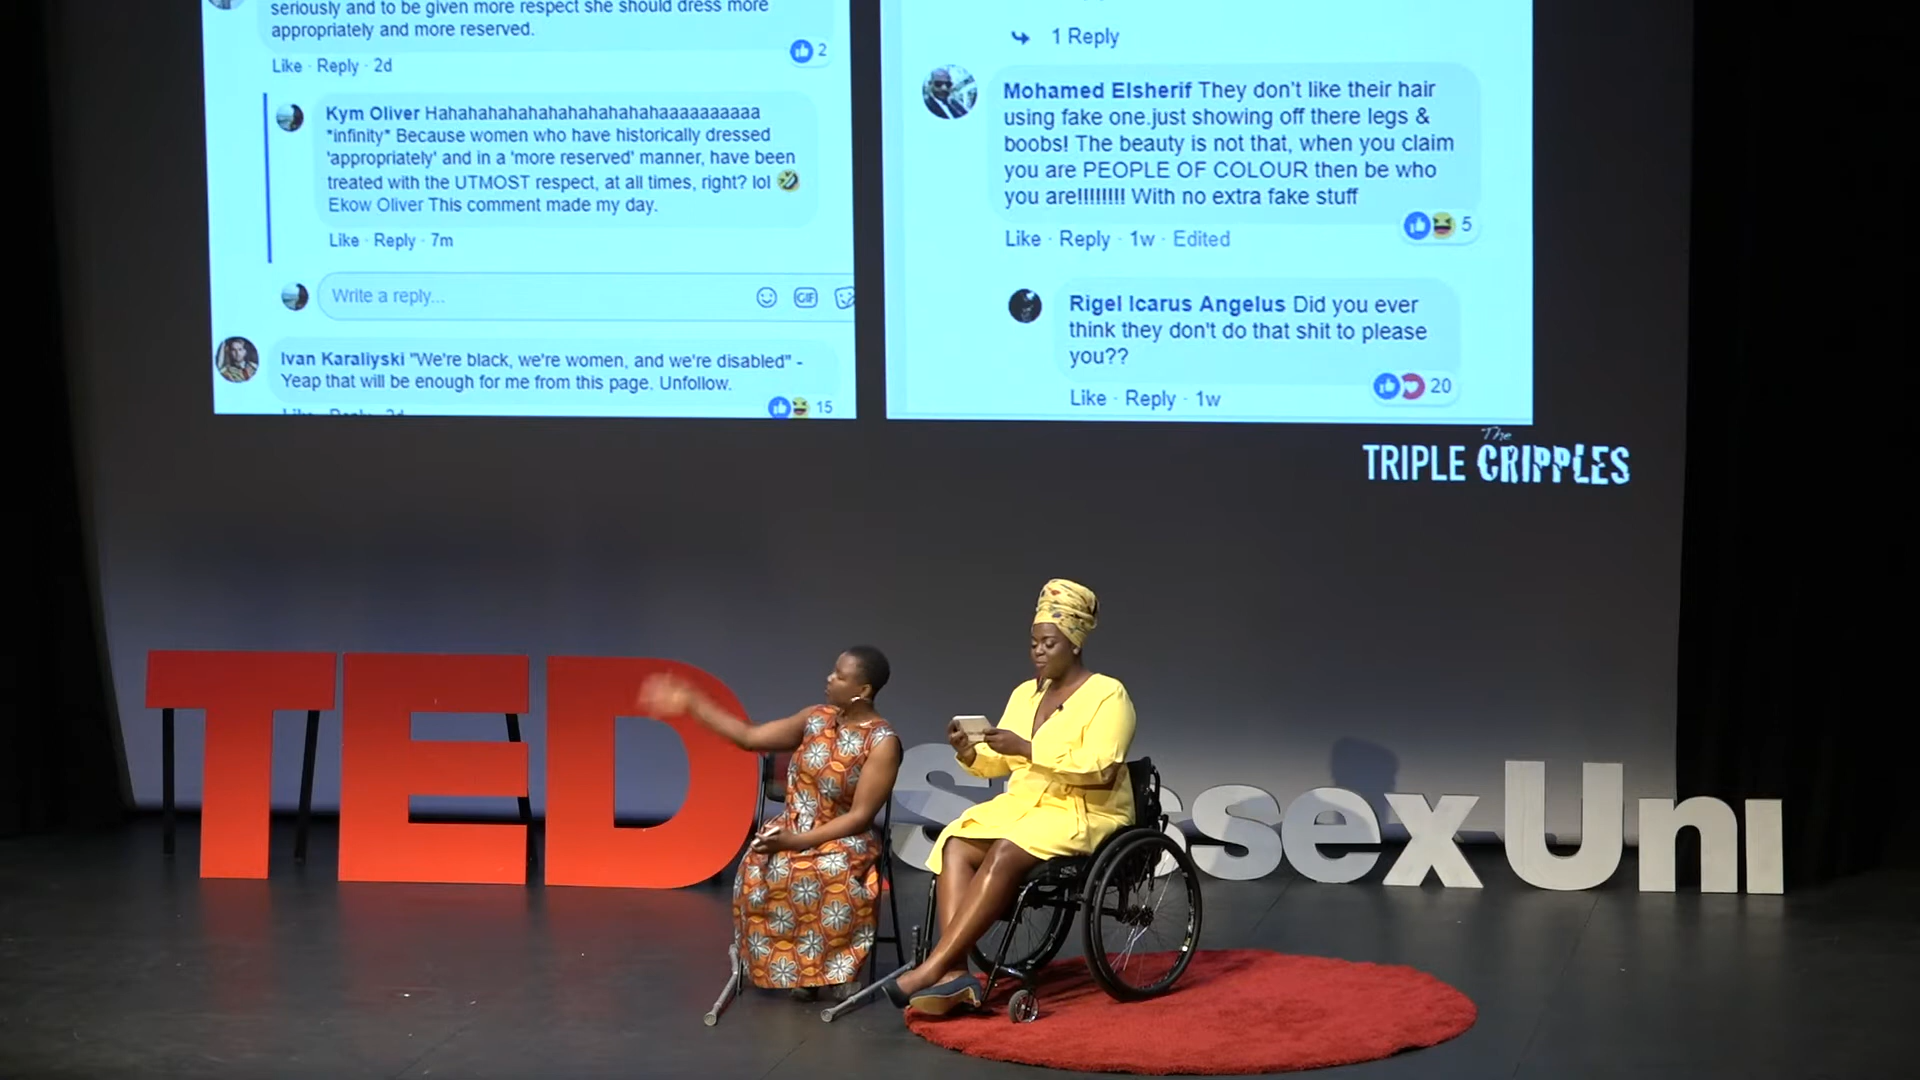 seriously and to be given more respect she should dress more
appropriately and more reserved.
2
Like · Reply · 2d
Kym Oliver Hahahahahahahahahahahahaaaaaaaaaa
*infinity* Because women who have historically dressed
'appropriately' and in a 'more reserved' manner, have been
treated with the UTMOST respect, at all times, right? lol 🤣
Ekow Oliver This comment made my day.
Like · Reply · 7m
Write a reply...
GIF
Ivan Karaliyski "We're black, we're women, and we're disabled" -
Yeap that will be enough for me from this page. Unfollow.
15
Like · Reply · 2d
1 Reply
Mohamed Elsherif They don't like their hair
using fake one.just showing off there legs &
boobs! The beauty is not that, when you claim
you are PEOPLE OF COLOUR then be who
you are!!!!!!!!! With no extra fake stuff
5
Like · Reply · 1w · Edited
Rigel Icarus Angelus Did you ever
think they don't do that shit to please
you??
20
Like · Reply · 1w
The
TRIPLE CRIPPLES
TED
SussexUni